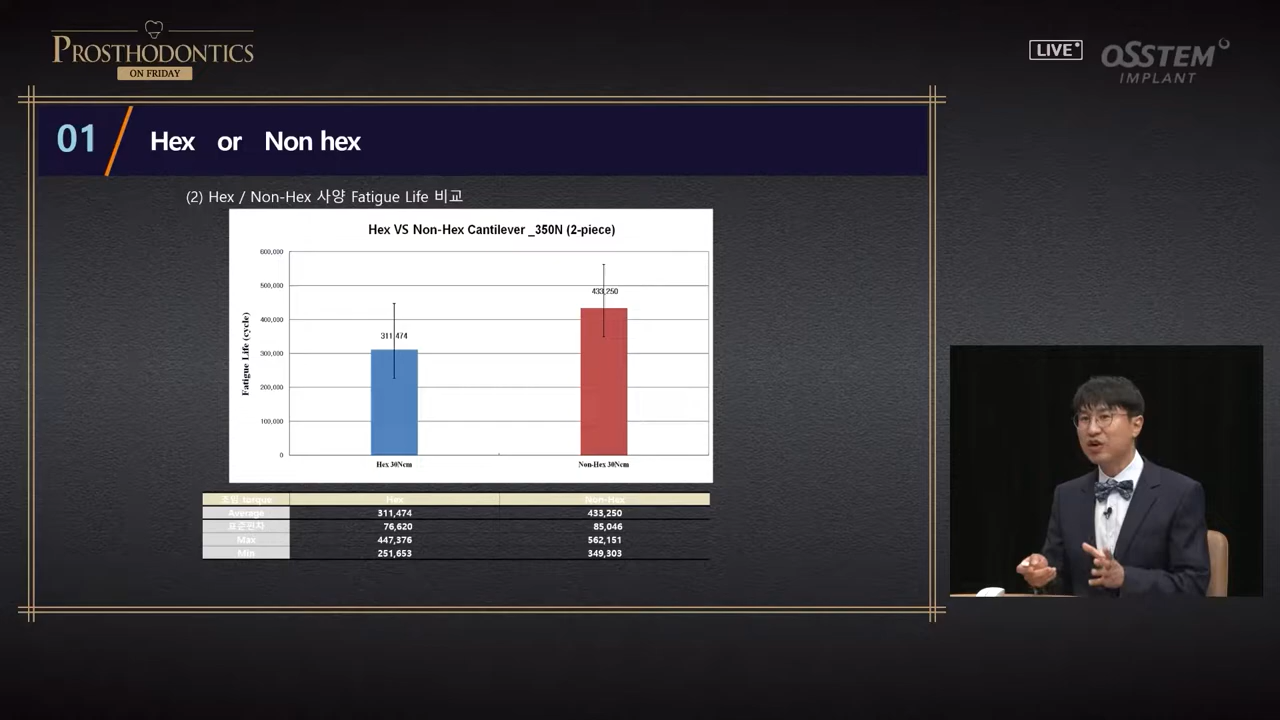 PROSTHODONTICS
ON FRIDAY
LIVE
OSSTEM
IMPLANT
01 / Hex or Non hex
(2) Hex / Non-Hex 사양 Fatigue Life 비교
Hex VS Non-Hex Cantilever _350N (2-piece)
Fatigue Life (cycle)
600,000
500,000
400,000
300,000
200,000
100,000
0
311,474
433,250
Hex 30Ncm
Non-Hex 30Ncm
조임 torque Hex Non-Hex
Average 311,474 433,250
표준편차 76,620 85,046
Max 447,376 562,151
Min 251,653 349,303